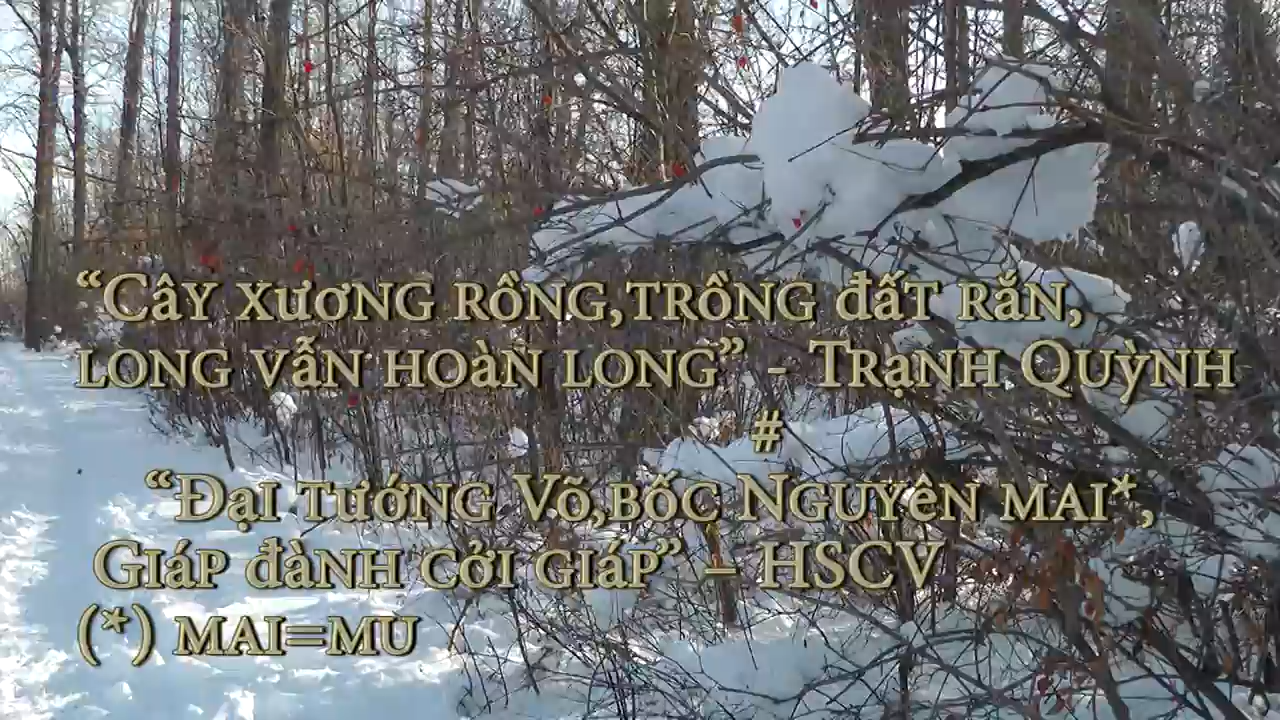 “Cây xương rồng,trồng đất rắn,
long vẫn hoàn long” - Trạnh Quỳnh
#
“Đại Tướng Võ,bốc Nguyên mai*,
Giáp đành cởi giáp” – HSCV
(*) mai=mu